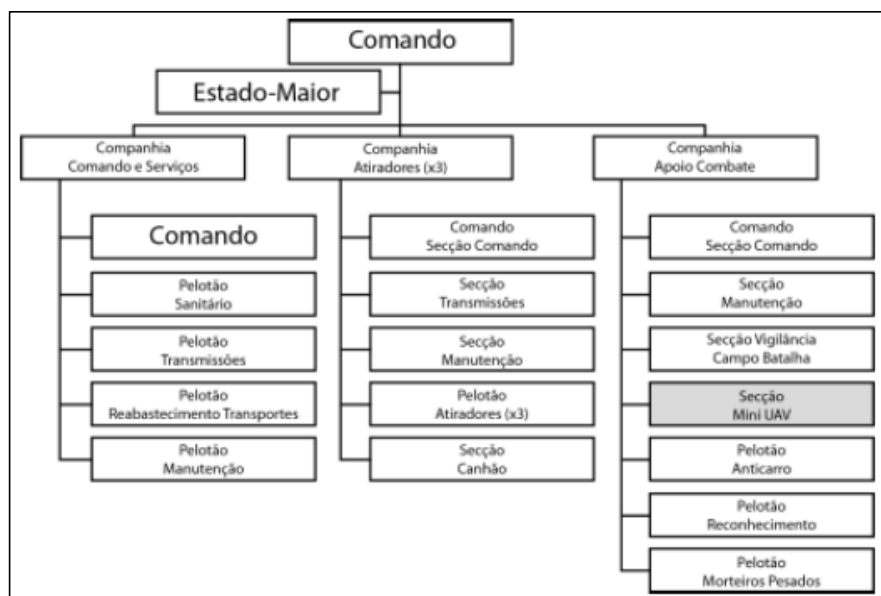 Comando
Estado-Maior
Companhia
Comando e Serviços
Companhia
Atiradores (x3)
Companhia
Apoio Combate
Comando
Pelotão
Sanitário
Pelotão
Transmissões
Pelotão
Reabastecimento Transportes
Pelotão
Manutenção
Comando
Secção Comando
Secção
Transmissões
Secção
Manutenção
Pelotão
Atiradores (x3)
Secção
Canhão
Comando
Secção Comando
Secção
Manutenção
Secção Vigilância
Campo Batalha
Secção
Mini UAV
Pelotão
Anticarro
Pelotão
Reconhecimento
Pelotão
Morteiros Pesados